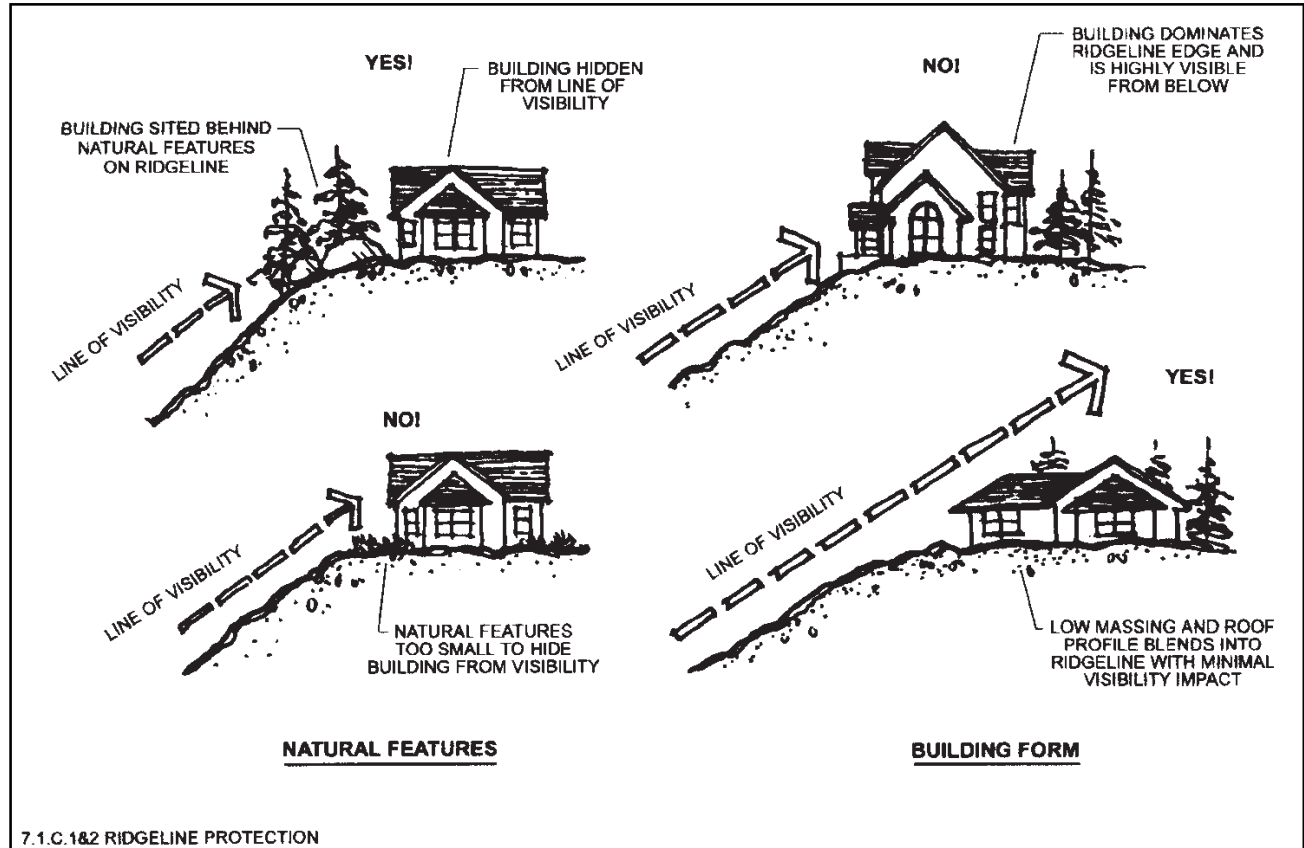 YES!
BUILDING HIDDEN
FROM LINE OF
VISIBILITY
BUILDING SITED BEHIND
NATURAL FEATURES
ON RIDGELINE
LINE OF VISIBILITY
NO!
BUILDING DOMINATES
RIDGELINE EDGE AND
IS HIGHLY VISIBLE
FROM BELOW
LINE OF VISIBILITY
NO!
LINE OF VISIBILITY
NATURAL FEATURES
TOO SMALL TO HIDE
BUILDING FROM VISIBILITY
YES!
LINE OF VISIBILITY
LOW MASSING AND ROOF
PROFILE BLENDS INTO
RIDGELINE WITH MINIMAL
VISIBILITY IMPACT
NATURAL FEATURES
BUILDING FORM
7.1.C.1&2 RIDGELINE PROTECTION